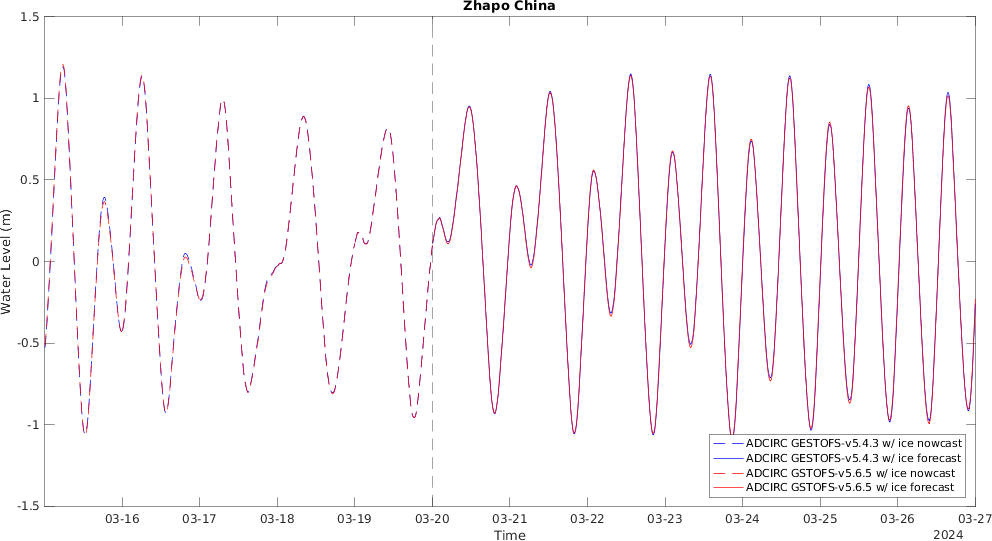 Zhapo China
1.5
1
0.5
0
-0.5
-1
-1.5
Water Level (m)
03-16 03-17 03-18 03-19 03-20 03-21 03-22 03-23 03-24 03-25 03-26 03-27
Time
2024
ADCIRC GESTOFS-v5.4.3 w/ ice nowcast
ADCIRC GESTOFS-v5.4.3 w/ ice forecast
ADCIRC GSTOFS-v5.6.5 w/ ice nowcast
ADCIRC GSTOFS-v5.6.5 w/ ice forecast